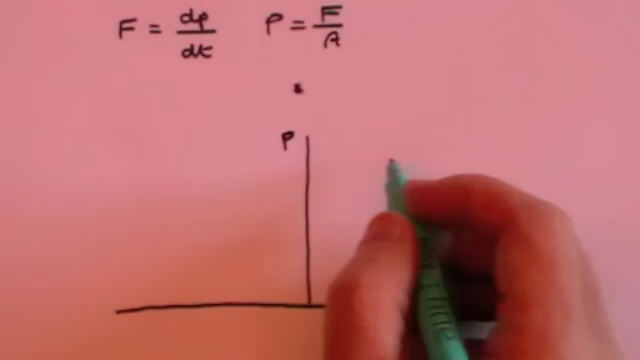 F = dp/dt P = F/A
P